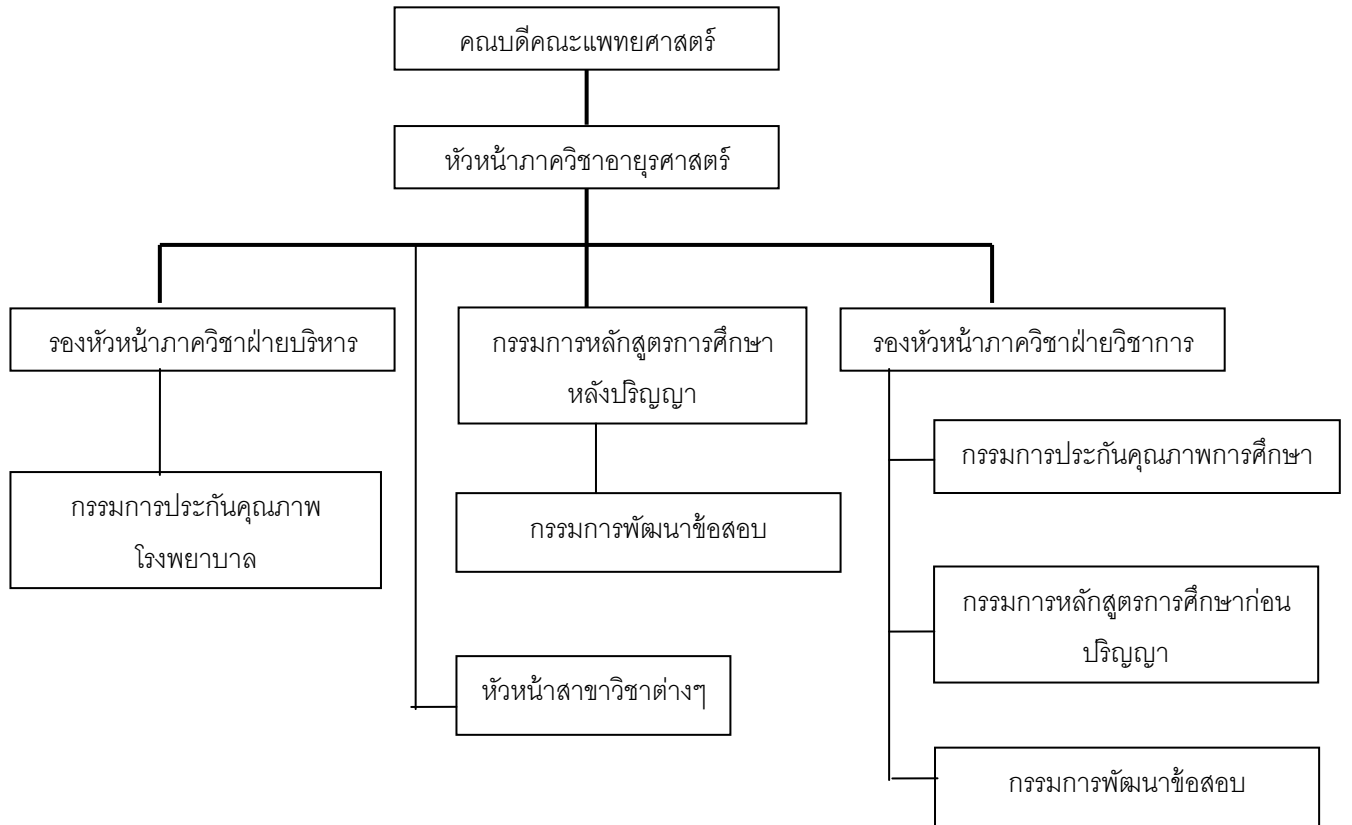 คณบดีคณะแพทยศาสตร์
หัวหน้าภาควิชาอายุรศาสตร์
รองหัวหน้าภาควิชาฝ่ายบริหาร
กรรมการหลักสูตรการศึกษา
หลังปริญญา
รองหัวหน้าภาควิชาฝ่ายวิชาการ
กรรมการประกันคุณภาพการศึกษา
กรรมการประกันคุณภาพ
โรงพยาบาล
กรรมการพัฒนาข้อสอบ
กรรมการหลักสูตรการศึกษาก่อน
ปริญญา
หัวหน้าสาขาวิชาต่างๆ
กรรมการพัฒนาข้อสอบ